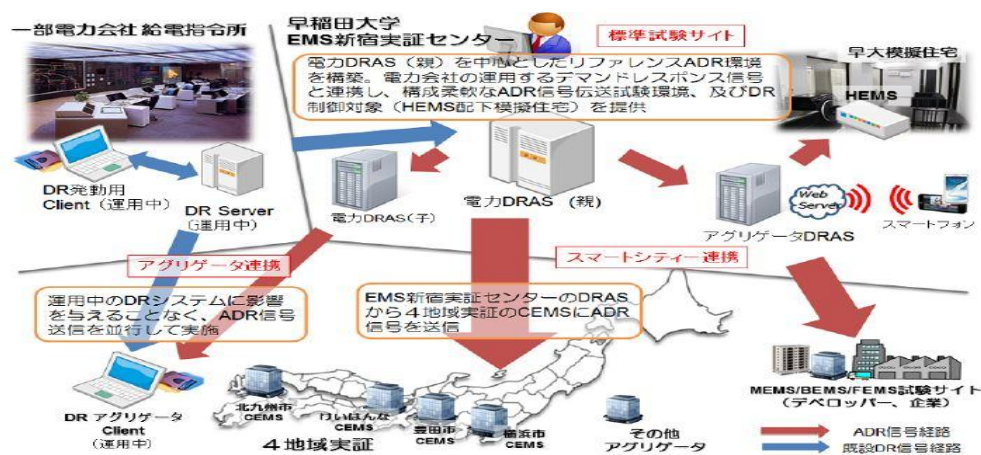 一部電力会社 給電指令所
早稲田大学
EMS新宿実証センター
標準試験サイト
電力DRAS(親)を中心としたリファレンスADR環境
を構築。電力会社の運用するデマンドレスポンス信号
と連携し、構成柔軟なADR信号伝送試験環境、及びDR
制御対象(HEMS配下模擬住宅)を提供
早大模擬住宅
HEMS
DR発動用
Client(運用中)
DR Server
(運用中)
電力DRAS(子)
電力DRAS (親)
Web
Server
アグリゲータDRAS
スマートフォン
アグリゲータ連携
スマートシティー連携
運用中のDRシステムに影響
を与えることなく、ADR信号
送信を並行して実施
EMS新宿実証センターのDRAS
から4地域実証のCEMSにADR
信号を送信
DR アグリゲータ
Client
(運用中)
北九州市
CEMS
けいはんな
CEMS
豊田市
CEMS
横浜市
CEMS
4地域実証
その他
アグリゲータ
MEMS/BEMS/FEMS試験サイト
(デベロッパー、企業)
ADR信号経路
既設DR信号経路